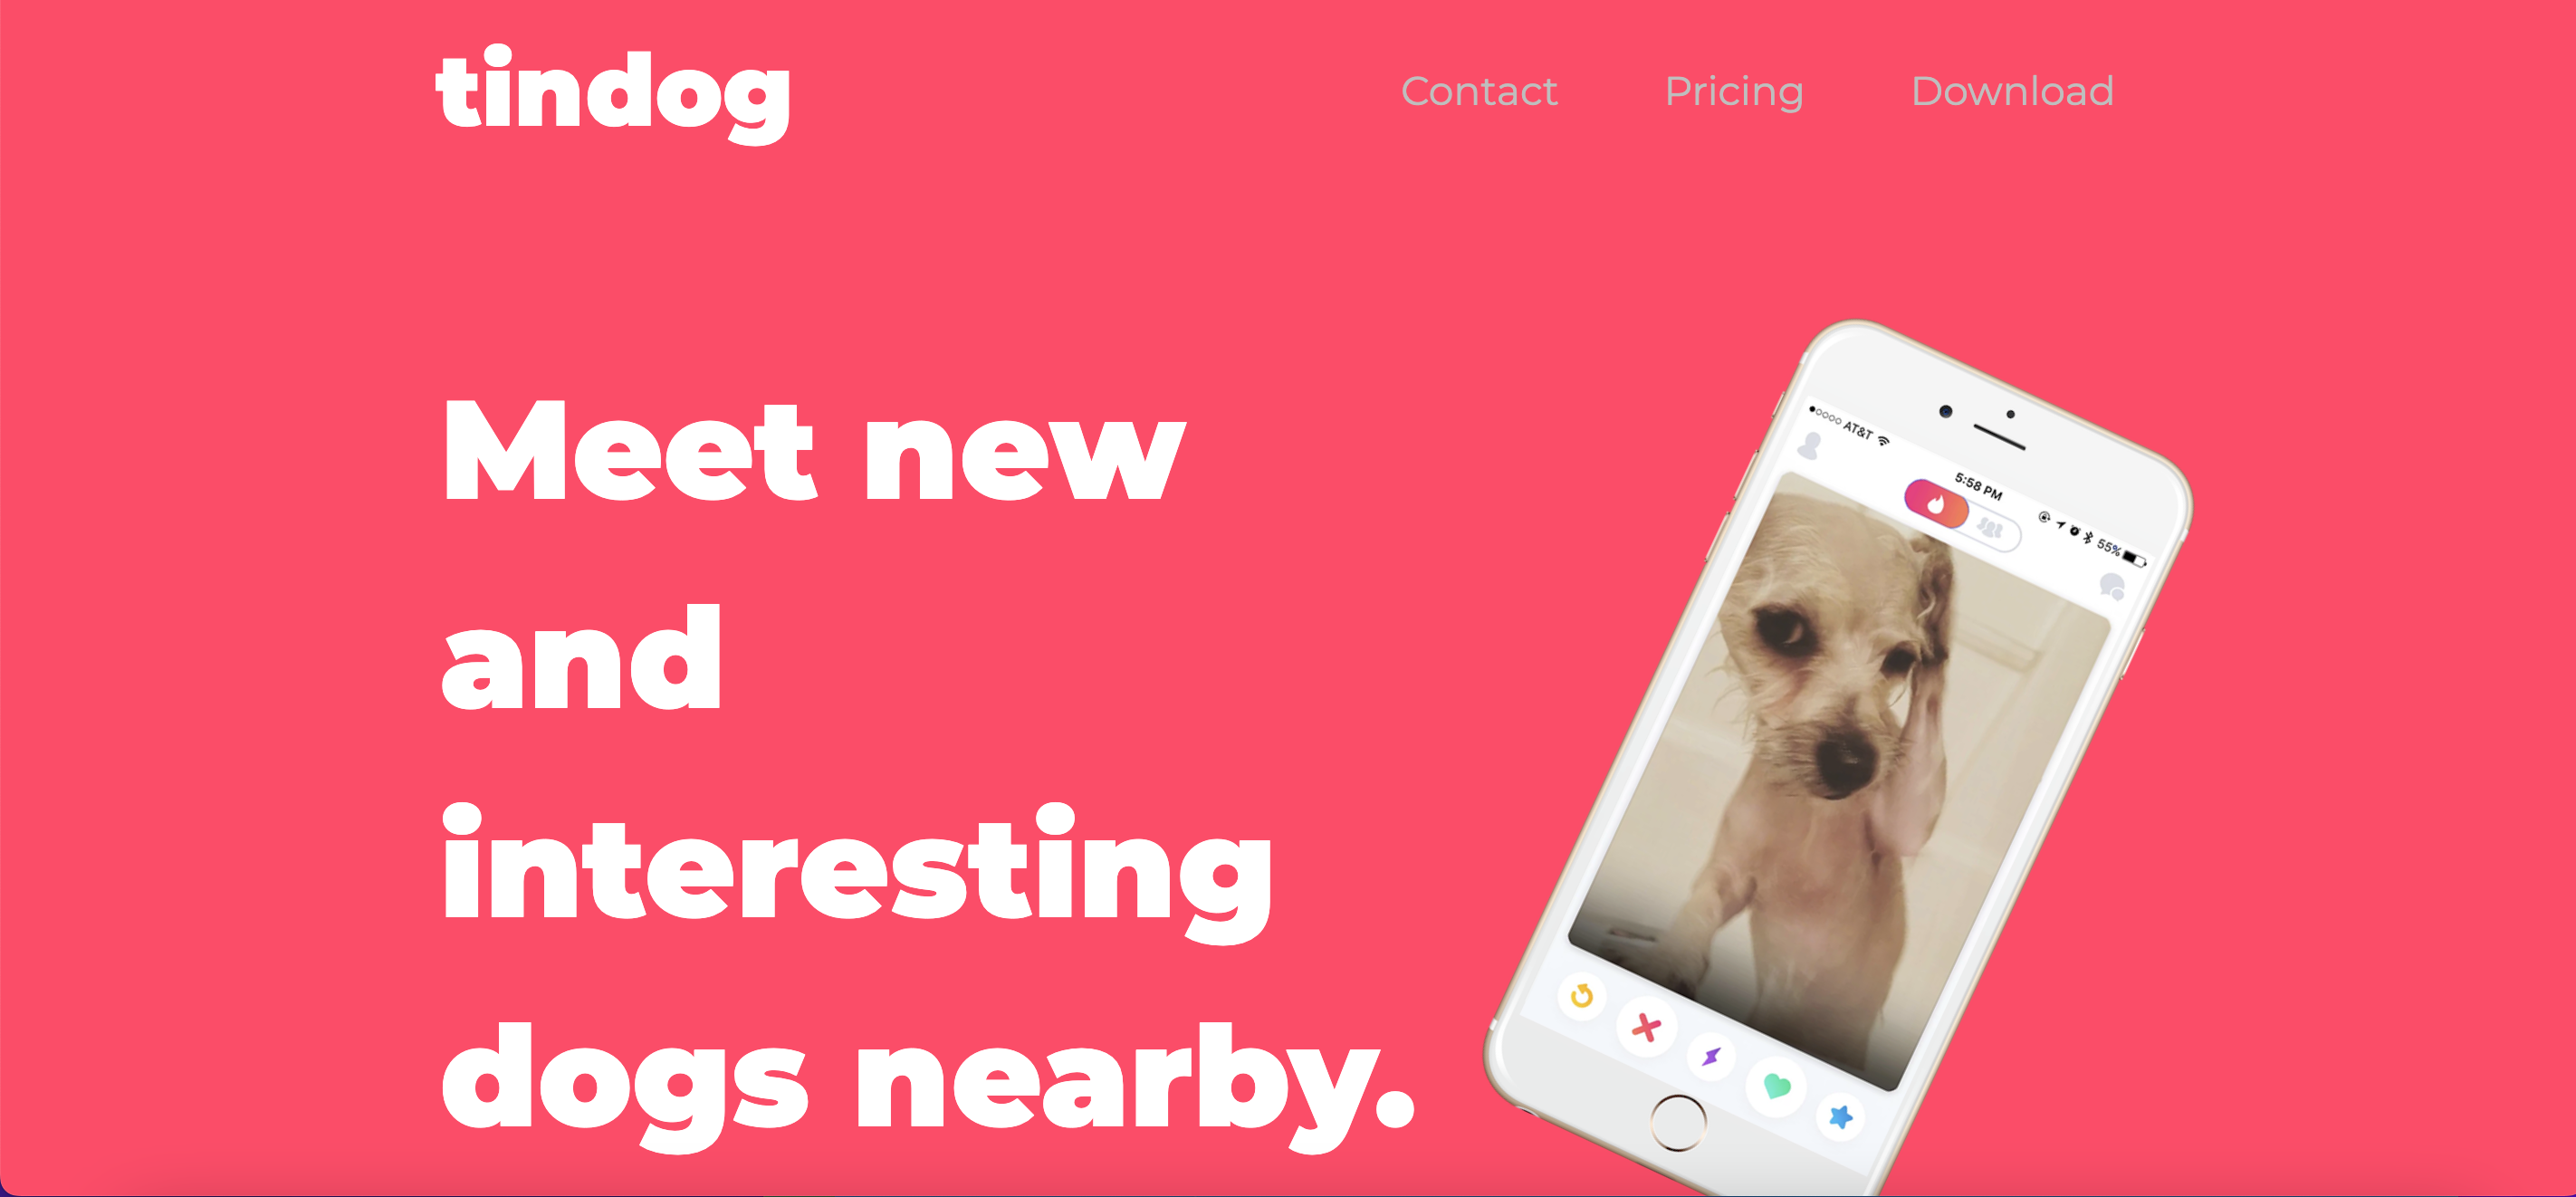 tindog
Contact Pricing Download
Meet new
and
interesting
dogs nearby.
AT&T
5:58 PM
55%